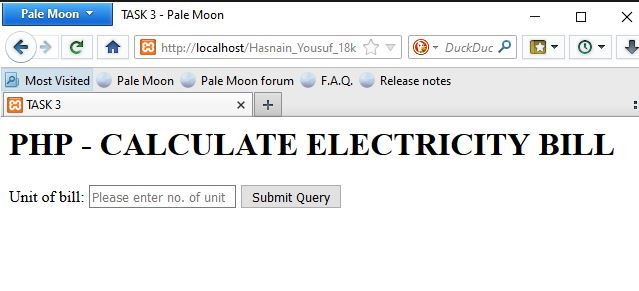 Pale Moon TASK 3 - Pale Moon
http://localhost/Hasnain_Yousuf_18k DuckDuc
Most Visited Pale Moon Pale Moon forum F.A.Q. Release notes
TASK 3
PHP - CALCULATE ELECTRICITY BILL
Unit of bill: Please enter no. of unit Submit Query